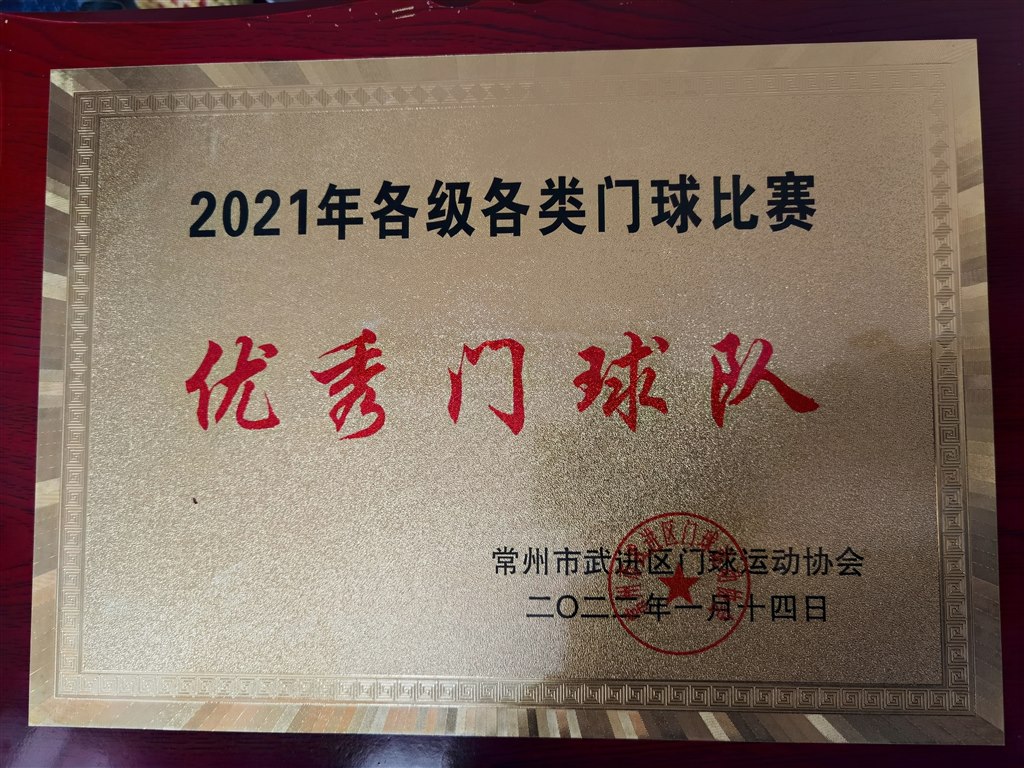 2021年各级各类门球比赛
优秀门球队
常州市武进区门球运动协会
二〇二二年一月十四日